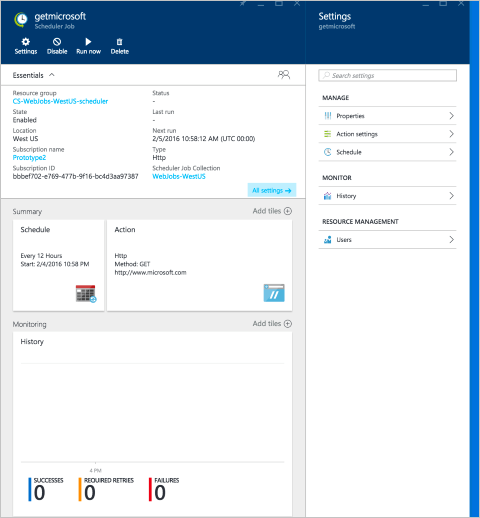 getmicrosoft
Scheduler Job
Settings
Disable
Run now
Delete
Essentials
Resource group
CS-WebJobs-WestUS-scheduler
State
Enabled
Location
West US
Subscription name
Prototype2
Subscription ID
bbbef702-e769-477b-9f16-bc4d3aa97387
Status
-
Last run
-
Next run
2/5/2016 10:58:12 AM (UTC 00:00)
Type
Http
Scheduler Job Collection
WebJobs-WestUS
All settings →
Summary
Add tiles
Schedule
Every 12 Hours
Start: 2/4/2016 10:58 PM
Action
Http
Method: GET
http://www.microsoft.com
Monitoring
Add tiles
History
4 PM
SUCCESSES
0
REQUIRED RETRIES
0
FAILURES
0
Settings
getmicrosoft
Search settings
MANAGE
Properties
Action settings
Schedule
MONITOR
History
RESOURCE MANAGEMENT
Users